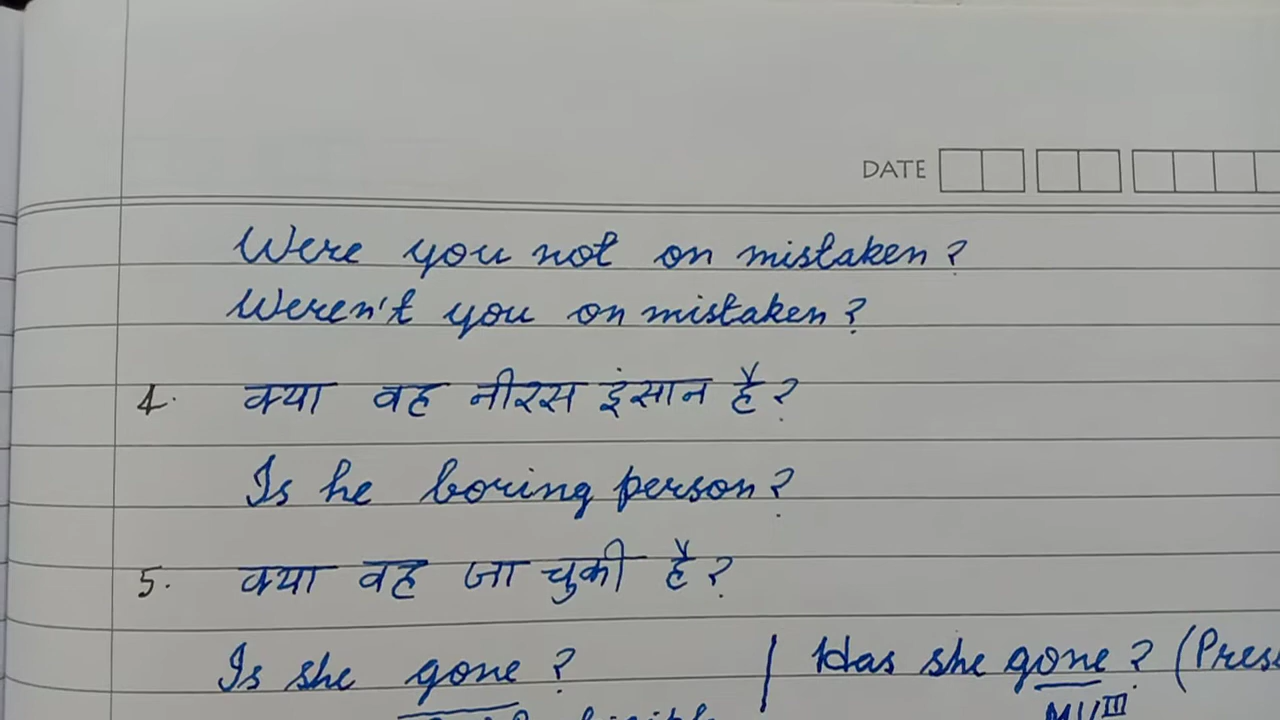 DATE
Were you not on mistaken?
Weren't you on mistaken?
4. क्या वह नीरस इंसान है?
Is he boring person?
5. क्या वह जा चुकी है?
Is she gone? | Has she gone? (Pres
MVIII